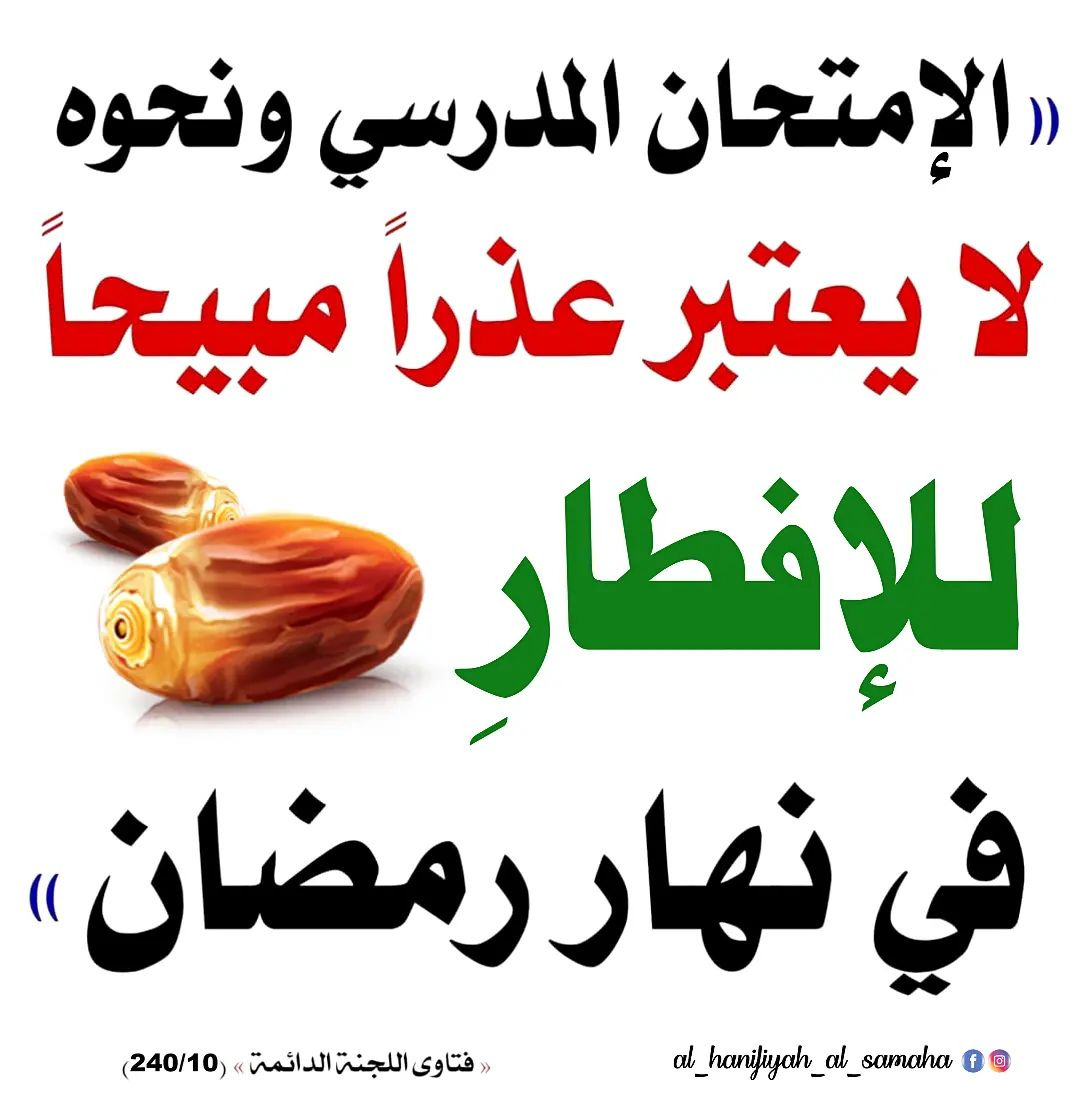 (( الإمتحان المدرسي ونحوه
لا يعتبر عذراً مبيحاً
للإفطارِ
في نهار رمضان ))
« فتاوى اللجنة الدائمة » (240/10)
al_hanifiyah_al_samaha